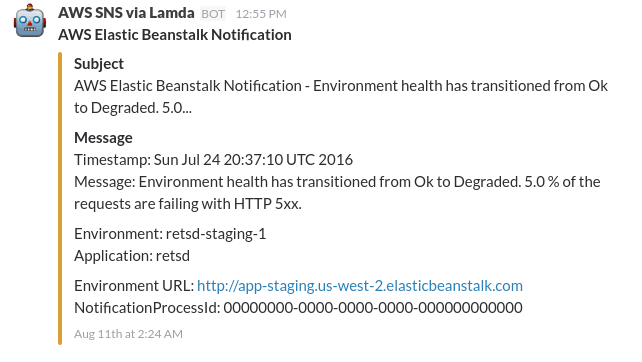 AWS SNS via Lamda BOT 12:55 PM
AWS Elastic Beanstalk Notification
Subject
AWS Elastic Beanstalk Notification - Environment health has transitioned from Ok
to Degraded. 5.0...
Message
Timestamp: Sun Jul 24 20:37:10 UTC 2016
Message: Environment health has transitioned from Ok to Degraded. 5.0 % of the
requests are failing with HTTP 5xx.
Environment: retsd-staging-1
Application: retsd
Environment URL: http://app-staging.us-west-2.elasticbeanstalk.com
NotificationProcessId: 00000000-0000-0000-0000-000000000000
Aug 11th at 2:24 AM